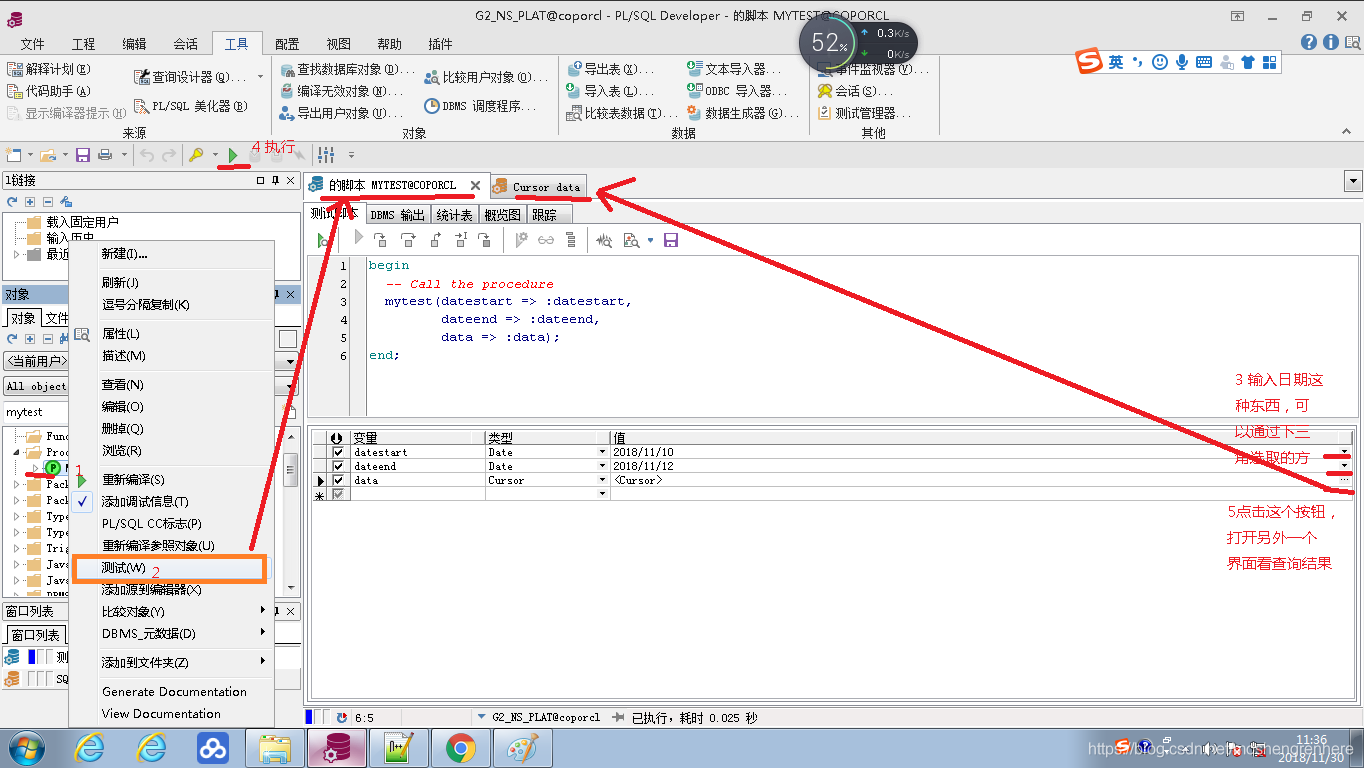 G2_NS_PLAT@coporcl - PL/SQL Developer - 的脚本 MYTEST@COPORCL
文件 工程 编辑 会话 工具 配置 视图 帮助 插件
52% 0.3K/s
0K/s
英
解释计划(E)
代码助手(A)
显示编译器提示(H)
查询设计器(Q)...
PL/SQL 美化器(B)
来源
查找数据库对象(D)...
编译无效对象(N)...
导出用户对象(U)...
比较用户对象(Q)...
DBMS 调度程序...
对象
导出表(X)...
导入表(L)...
比较表数据(T)...
文本导入器...
ODBC 导入器...
数据生成器(G)...
数据
事件监视器(V)...
会话(S)...
测试管理器...
其他
4 执行
1链接
载入固定用户
输入历史
最近
对象
对象 文件
<当前用户>
All object
mytest
Func
Proc
1
Pack
Pack
Type
Type
Trig
Java
Java
窗口列表
窗口列表
测
SQ
新建(I)...
刷新(J)
逗号分隔复制(K)
属性(L)
描述(M)
查看(N)
编辑(O)
删掉(Q)
浏览(R)
重新编译(S)
添加调试信息(T)
PL/SQL CC标志(P)
重新编译参照对象(U)
测试(W) 2
添加源到编辑器(X)
比较对象(Y)
DBMS_元数据(D)
添加到文件夹(Z)
Generate Documentation
View Documentation
的脚本 MYTEST@COPORCL
Cursor data
测试脚本 DBMS 输出 统计表 概览图 跟踪
1 begin
2 -- Call the procedure
3 mytest(datestart => :datestart,
4 dateend => :dateend,
5 data => :data);
6 end;
变量 类型 值
datestart Date 2018/11/10
dateend Date 2018/11/12
data Cursor <Cursor>
3 输入日期这
种东西，可
以通过下三
角选取的方
5点击这个按钮，
打开另外一个
界面看查询结果
6:5 G2_NS_PLAT@coporcl 已执行，耗时 0.025 秒
11:36
2018/11/30